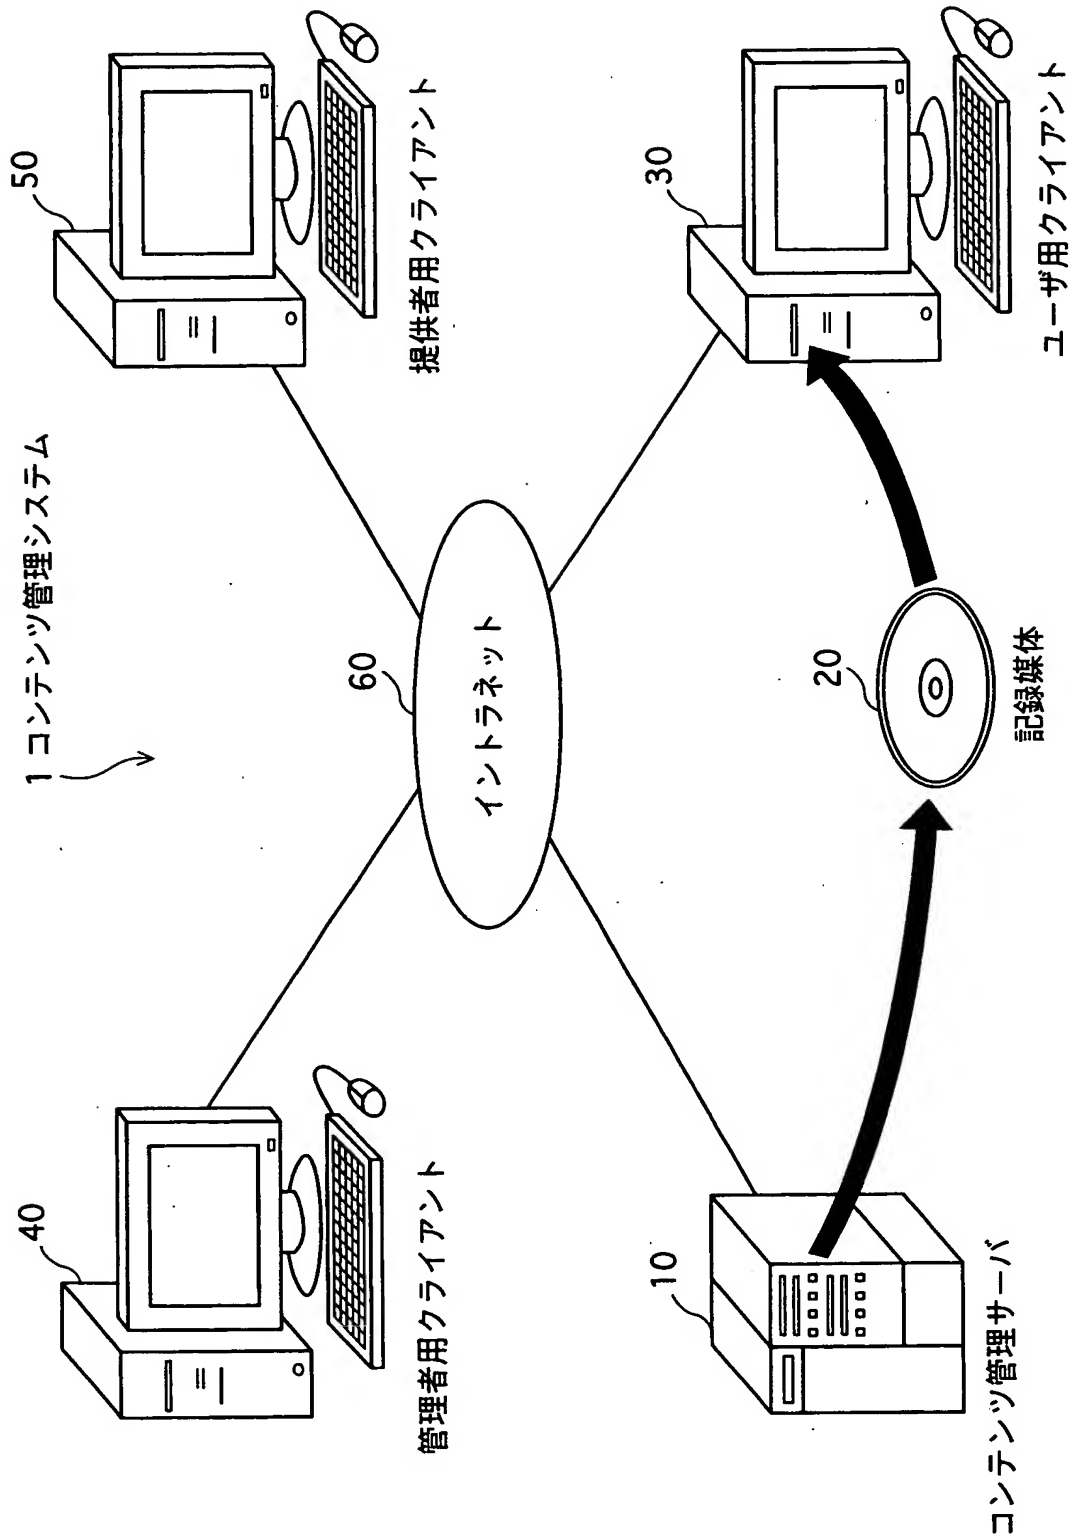 1 コンテンツ管理システム
40
管理者用クライアント
50
提供者用クライアント
60
イントラネット
10
コンテンツ管理サーバ
20
記録媒体
30
ユーザ用クライアント